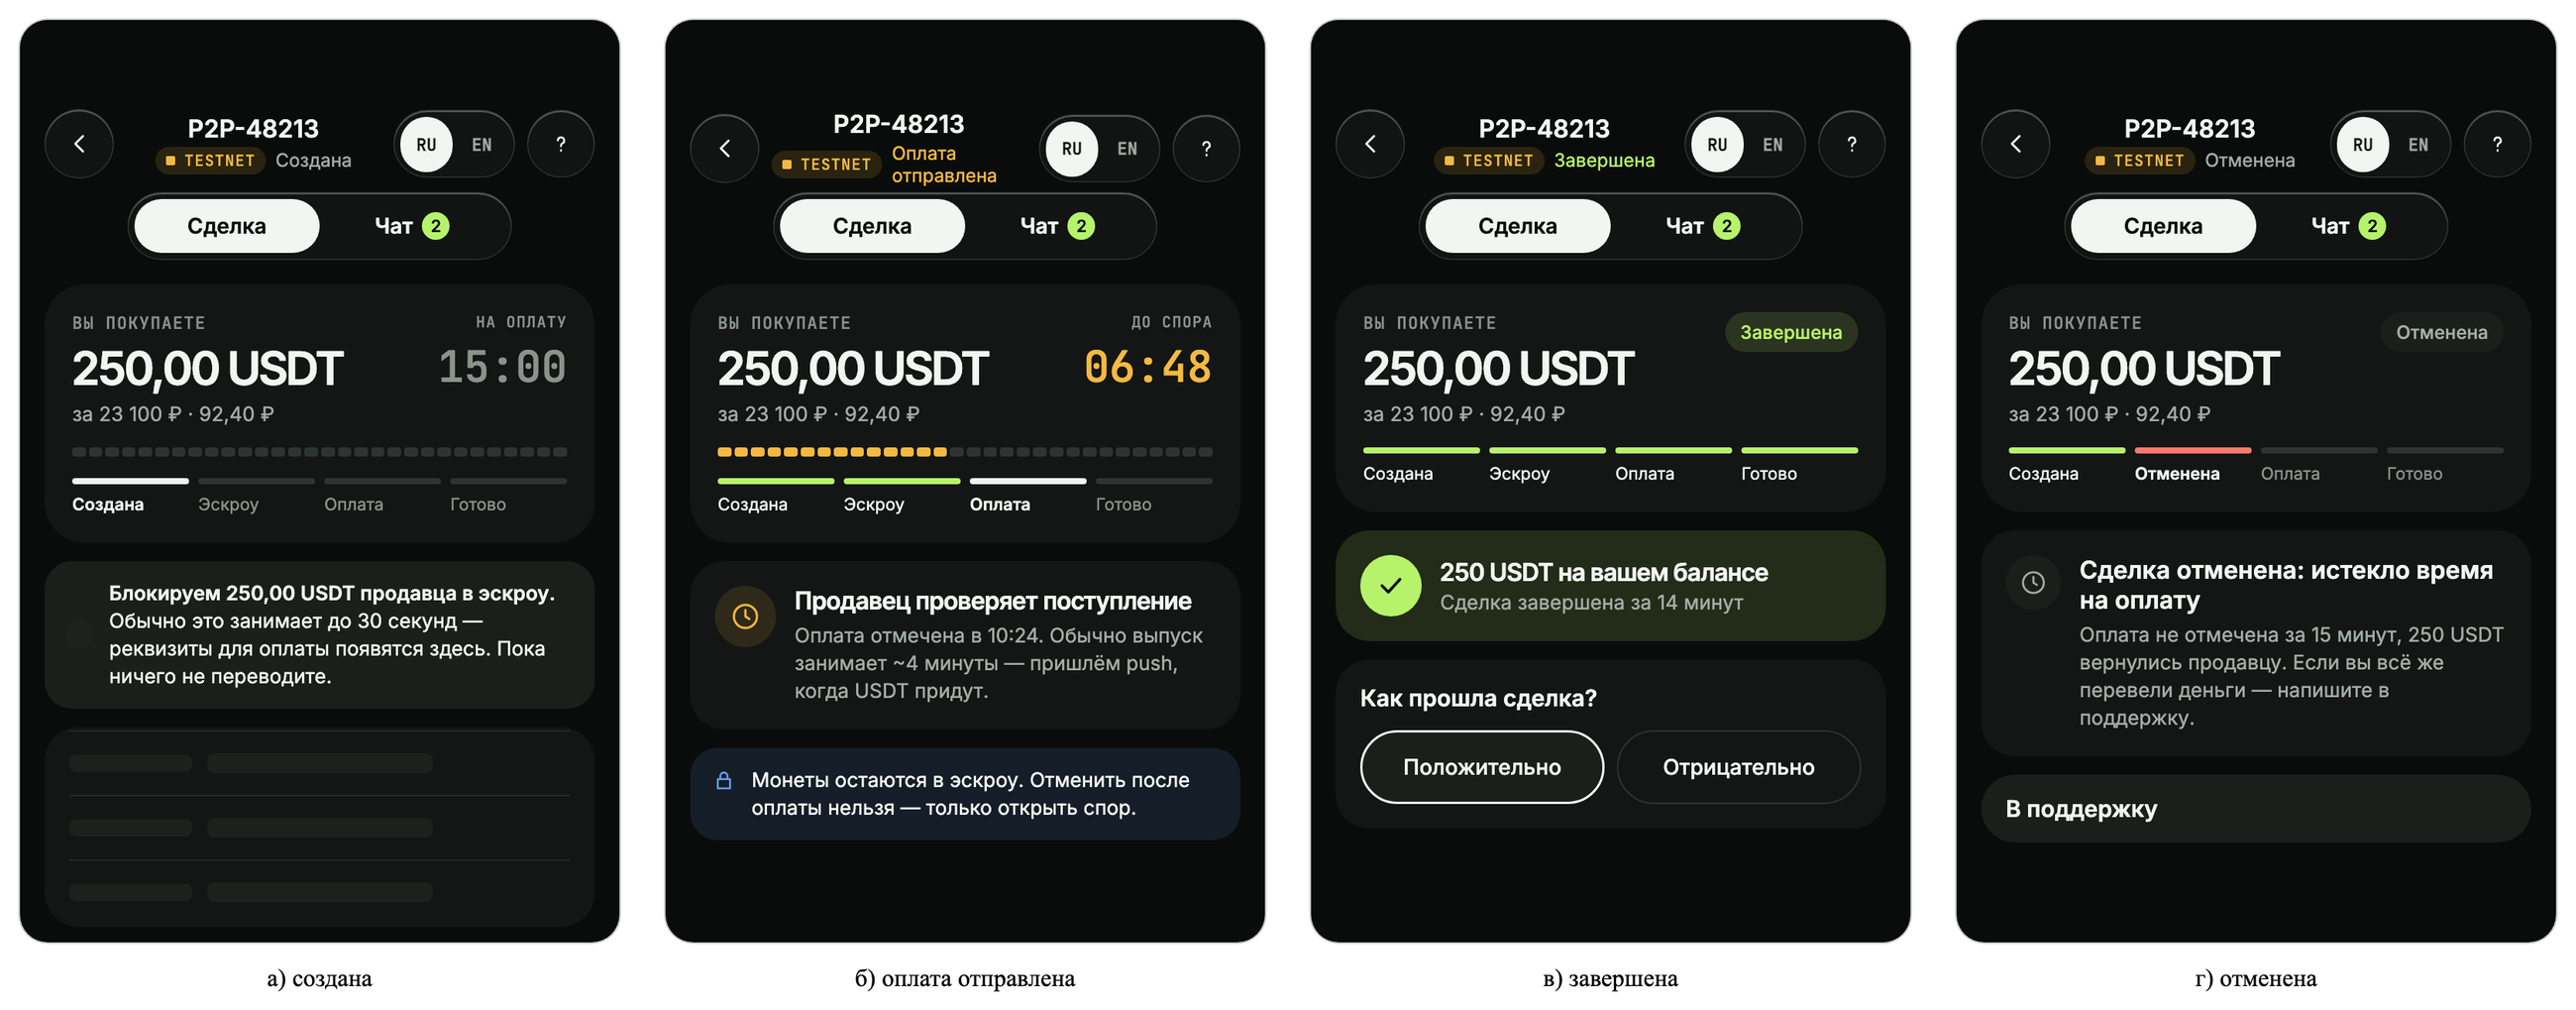 P2P-48213
TESTNET Создана
RU EN ?
Сделка Чат 2
ВЫ ПОКУПАЕТЕ НА ОПЛАТУ
250,00 USDT 15:00
за 23 100 ₽ · 92,40 ₽
Создана Эскроу Оплата Готово
Блокируем 250,00 USDT продавца в эскроу.
Обычно это занимает до 30 секунд —
реквизиты для оплаты появятся здесь. Пока
ничего не переводите.
а) создана
P2P-48213
TESTNET Оплата
отправлена
RU EN ?
Сделка Чат 2
ВЫ ПОКУПАЕТЕ ДО СПОРА
250,00 USDT 06:48
за 23 100 ₽ · 92,40 ₽
Создана Эскроу Оплата Готово
Продавец проверяет поступление
Оплата отмечена в 10:24. Обычно выпуск
занимает ~4 минуты — пришлём push,
когда USDT придут.
Монеты остаются в эскроу. Отменить после
оплаты нельзя — только открыть спор.
б) оплата отправлена
P2P-48213
TESTNET Завершена
RU EN ?
Сделка Чат 2
ВЫ ПОКУПАЕТЕ Завершена
250,00 USDT
за 23 100 ₽ · 92,40 ₽
Создана Эскроу Оплата Готово
250 USDT на вашем балансе
Сделка завершена за 14 минут
Как прошла сделка?
Положительно Отрицательно
в) завершена
P2P-48213
TESTNET Отменена
RU EN ?
Сделка Чат 2
ВЫ ПОКУПАЕТЕ Отменена
250,00 USDT
за 23 100 ₽ · 92,40 ₽
Создана Отменена Оплата Готово
Сделка отменена: истекло время
на оплату
Оплата не отмечена за 15 минут, 250 USDT
вернулись продавцу. Если вы всё же
перевели деньги — напишите в
поддержку.
В поддержку
г) отменена